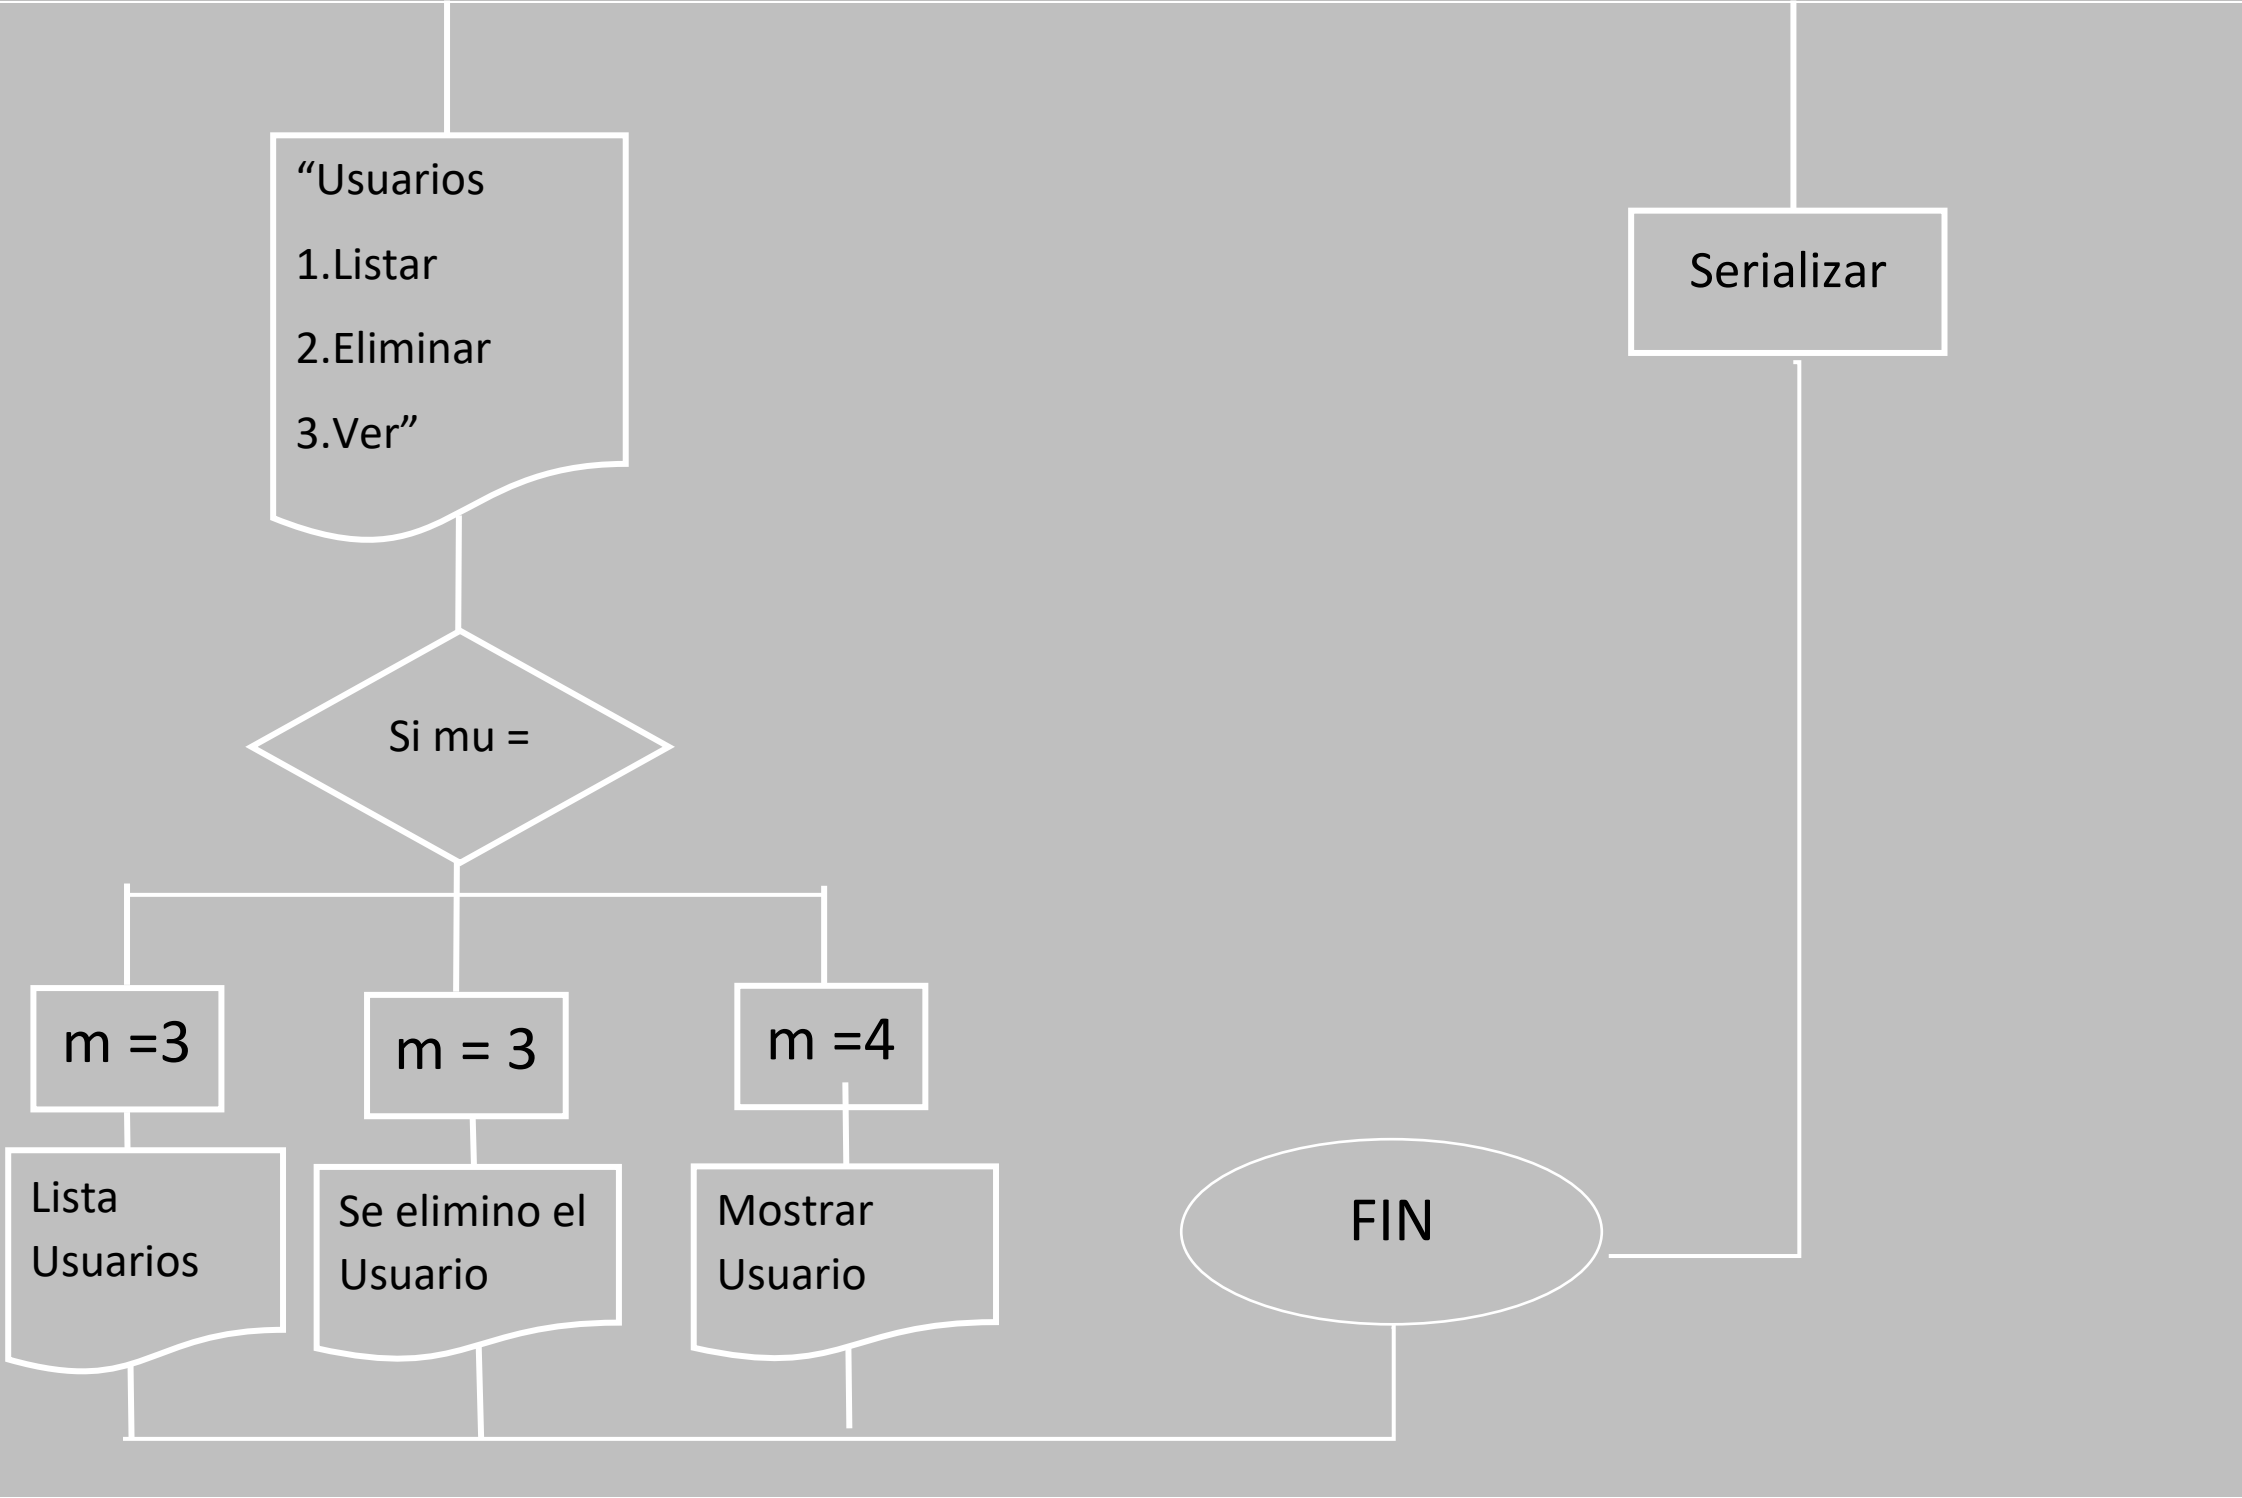 “Usuarios
1.Listar
2.Eliminar
3.Ver”
Serializar
Si mu =
m =3
m = 3
m =4
Lista
Usuarios
Se elimino el
Usuario
Mostrar
Usuario
FIN